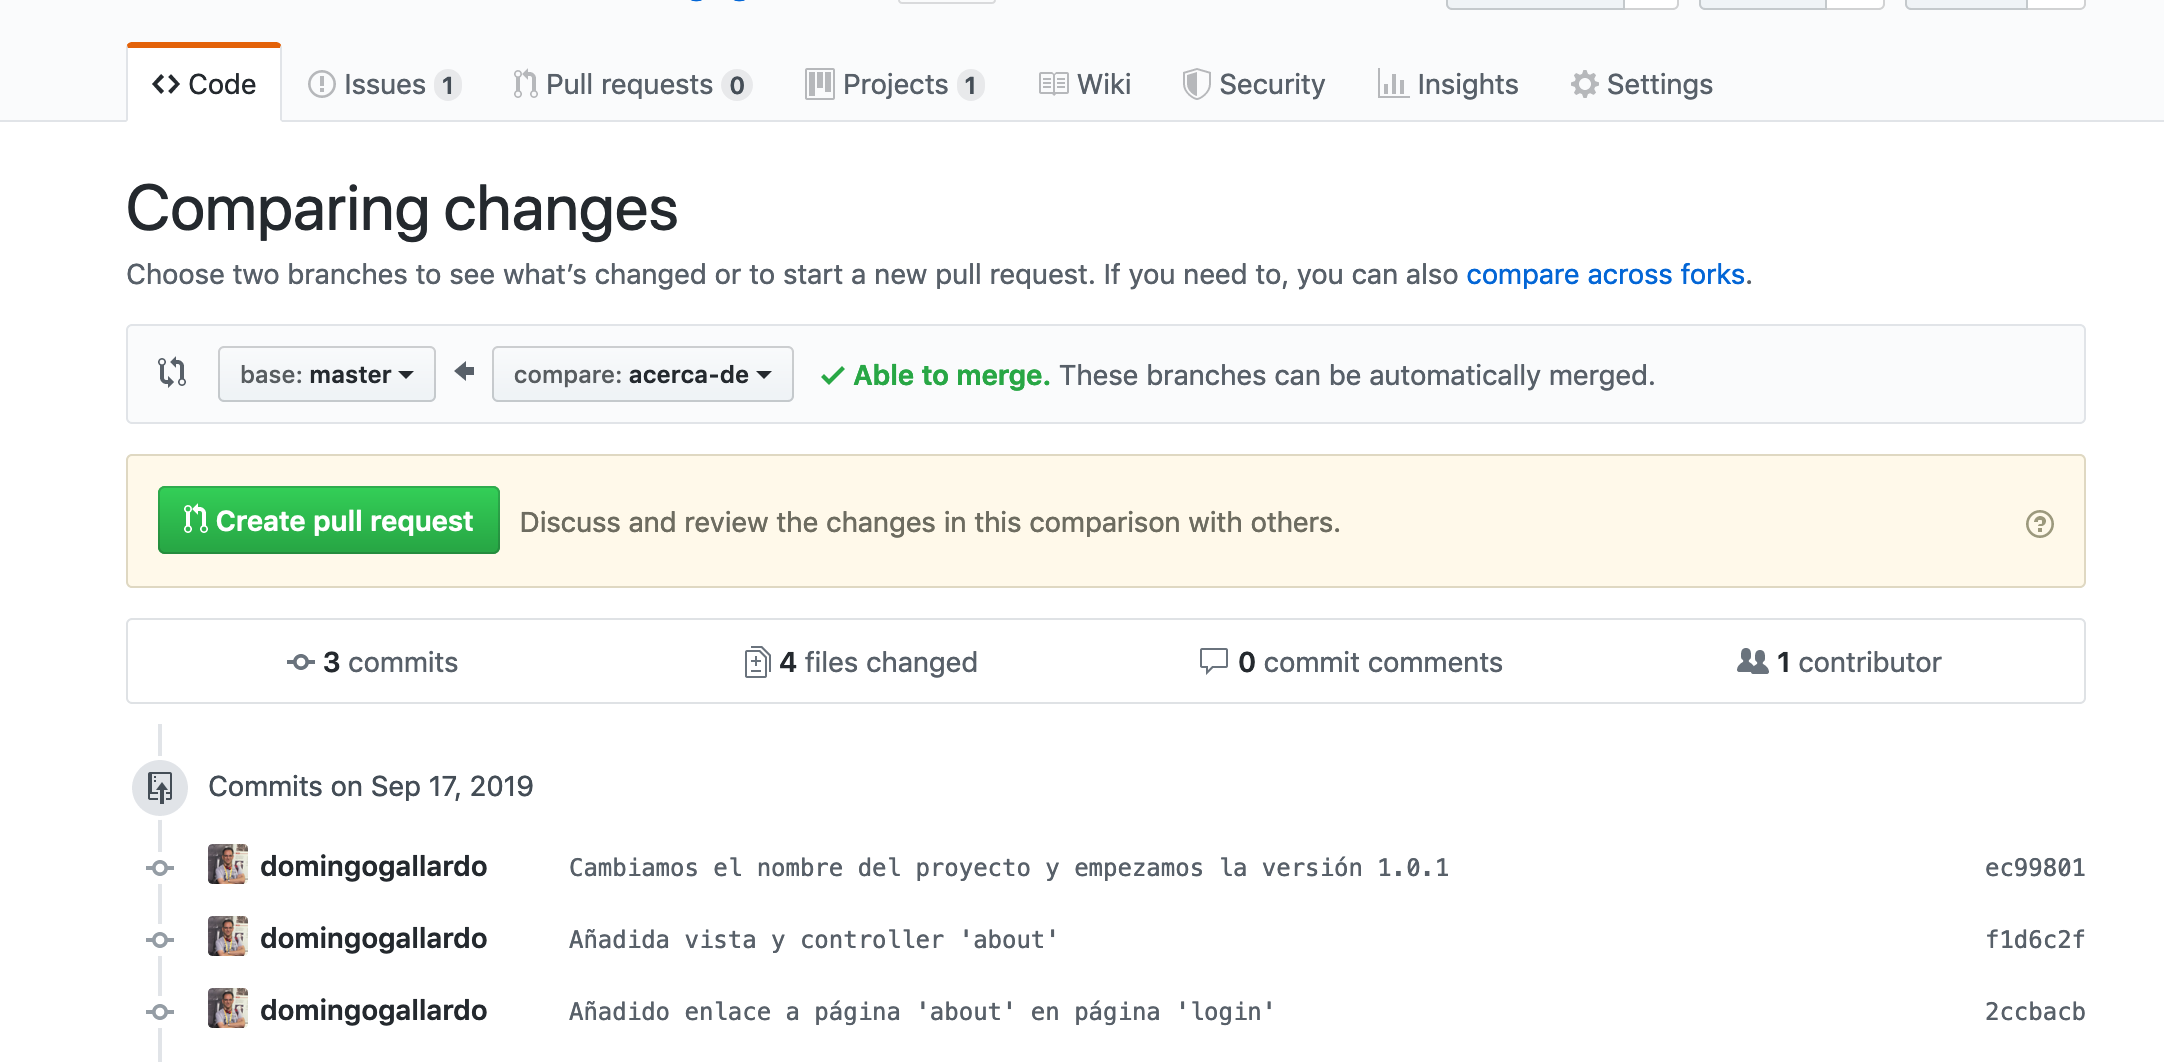 Code Issues 1 Pull requests 0 Projects 1 Wiki Security Insights Settings
Comparing changes
Choose two branches to see what’s changed or to start a new pull request. If you need to, you can also compare across forks.
base: master compare: acerca-de Able to merge. These branches can be automatically merged.
Create pull request Discuss and review the changes in this comparison with others.
3 commits 4 files changed 0 commit comments 1 contributor
Commits on Sep 17, 2019
domingogallardo Cambiamos el nombre del proyecto y empezamos la versión 1.0.1 ec99801
domingogallardo Añadida vista y controller 'about' f1d6c2f
domingogallardo Añadido enlace a página 'about' en página 'login' 2ccbacb